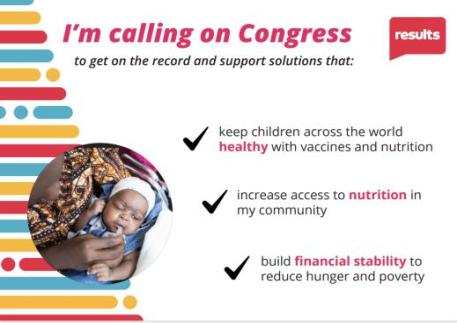 I'm calling on Congress
results
to get on the record and support solutions that:
keep children across the world
healthy with vaccines and nutrition
increase access to nutrition in
my community
build financial stability to
reduce hunger and poverty